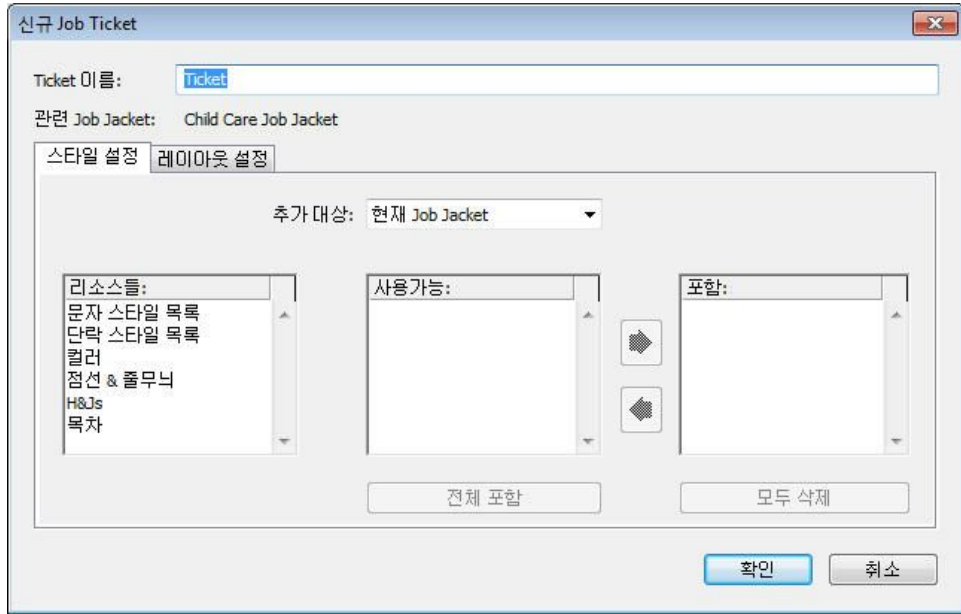 신규 Job Ticket
Ticket 이름: Ticket
관련 Job Jacket: Child Care Job Jacket
스타일 설정 레이아웃 설정
추가 대상: 현재 Job Jacket
리소스들: 사용가능: 포함:
문자 스타일 목록
단락 스타일 목록
컬러
점선 & 줄무늬
H&Js
목차
전체 포함 모두 삭제
확인 취소